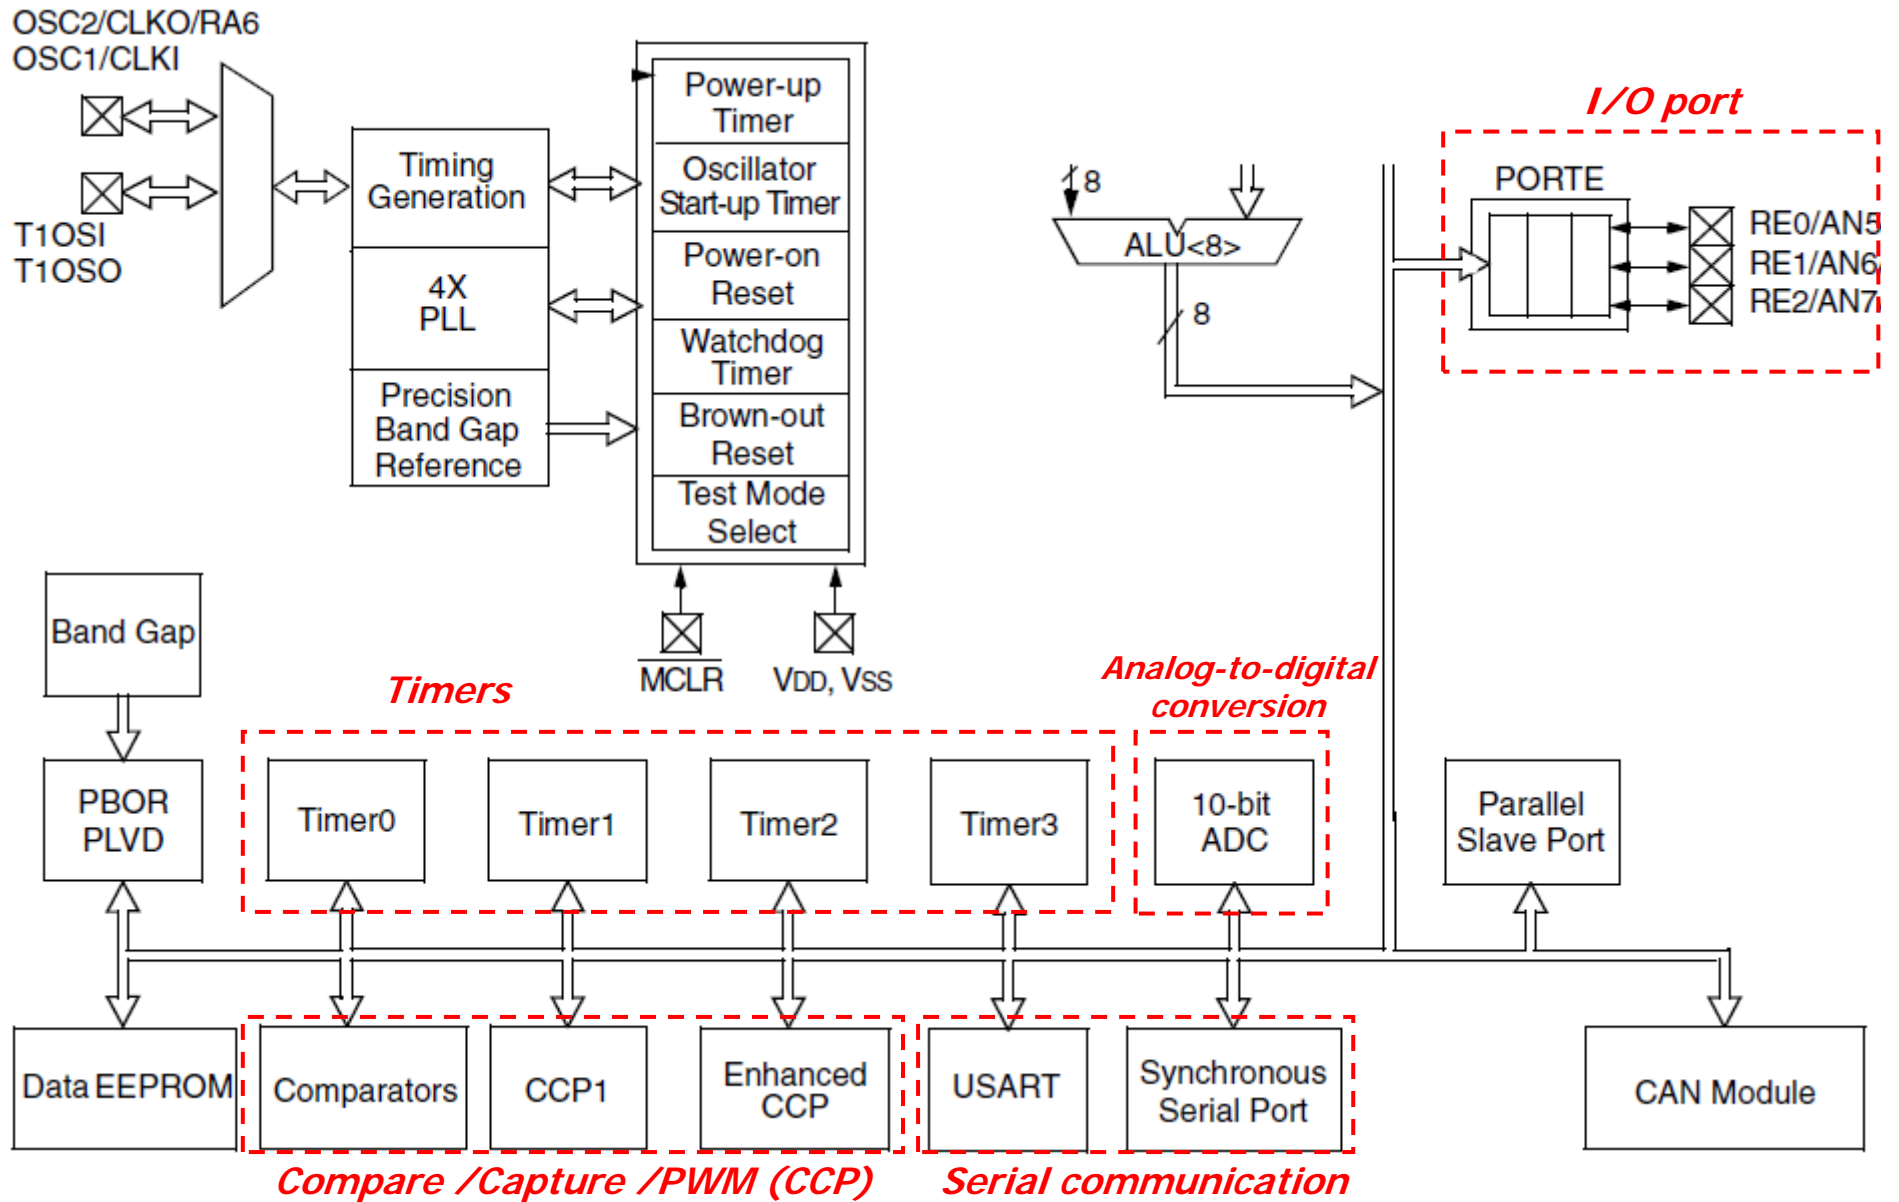 OSC2/CLKO/RA6
OSC1/CLKI
T1OSI
T1OSO
Timing
Generation
4X
PLL
Precision
Band Gap
Reference
Power-up
Timer
Oscillator
Start-up Timer
Power-on
Reset
Watchdog
Timer
Brown-out
Reset
Test Mode
Select
MCLR
VDD, VSS
8
ALU<8>
8
I/O port
PORTE
RE0/AN5
RE1/AN6/
RE2/AN7
Band Gap
Timers
Analog-to-digital
conversion
PBOR
PLVD
Timer0
Timer1
Timer2
Timer3
10-bit
ADC
Parallel
Slave Port
Data EEPROM
Comparators
CCP1
Enhanced
CCP
USART
Synchronous
Serial Port
CAN Module
Compare /Capture /PWM (CCP)
Serial communication